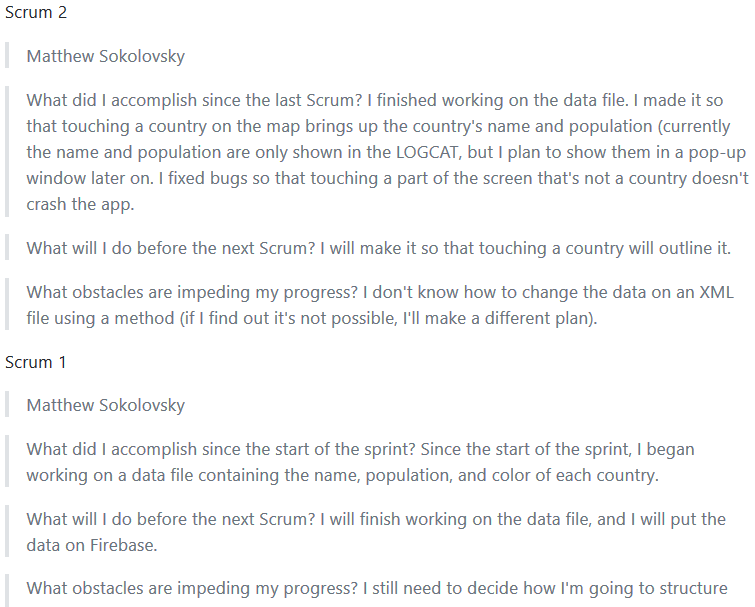 Scrum 2
Matthew Sokolovsky
What did I accomplish since the last Scrum? I finished working on the data file. I made it so
that touching a country on the map brings up the country's name and population (currently
the name and population are only shown in the LOGCAT, but I plan to show them in a pop-up
window later on. I fixed bugs so that touching a part of the screen that's not a country doesn't
crash the app.
What will I do before the next Scrum? I will make it so that touching a country will outline it.
What obstacles are impeding my progress? I don't know how to change the data on an XML
file using a method (if I find out it's not possible, I'll make a different plan).
Scrum 1
Matthew Sokolovsky
What did I accomplish since the start of the sprint? Since the start of the sprint, I began
working on a data file containing the name, population, and color of each country.
What will I do before the next Scrum? I will finish working on the data file, and I will put the
data on Firebase.
What obstacles are impeding my progress? I still need to decide how I'm going to structure